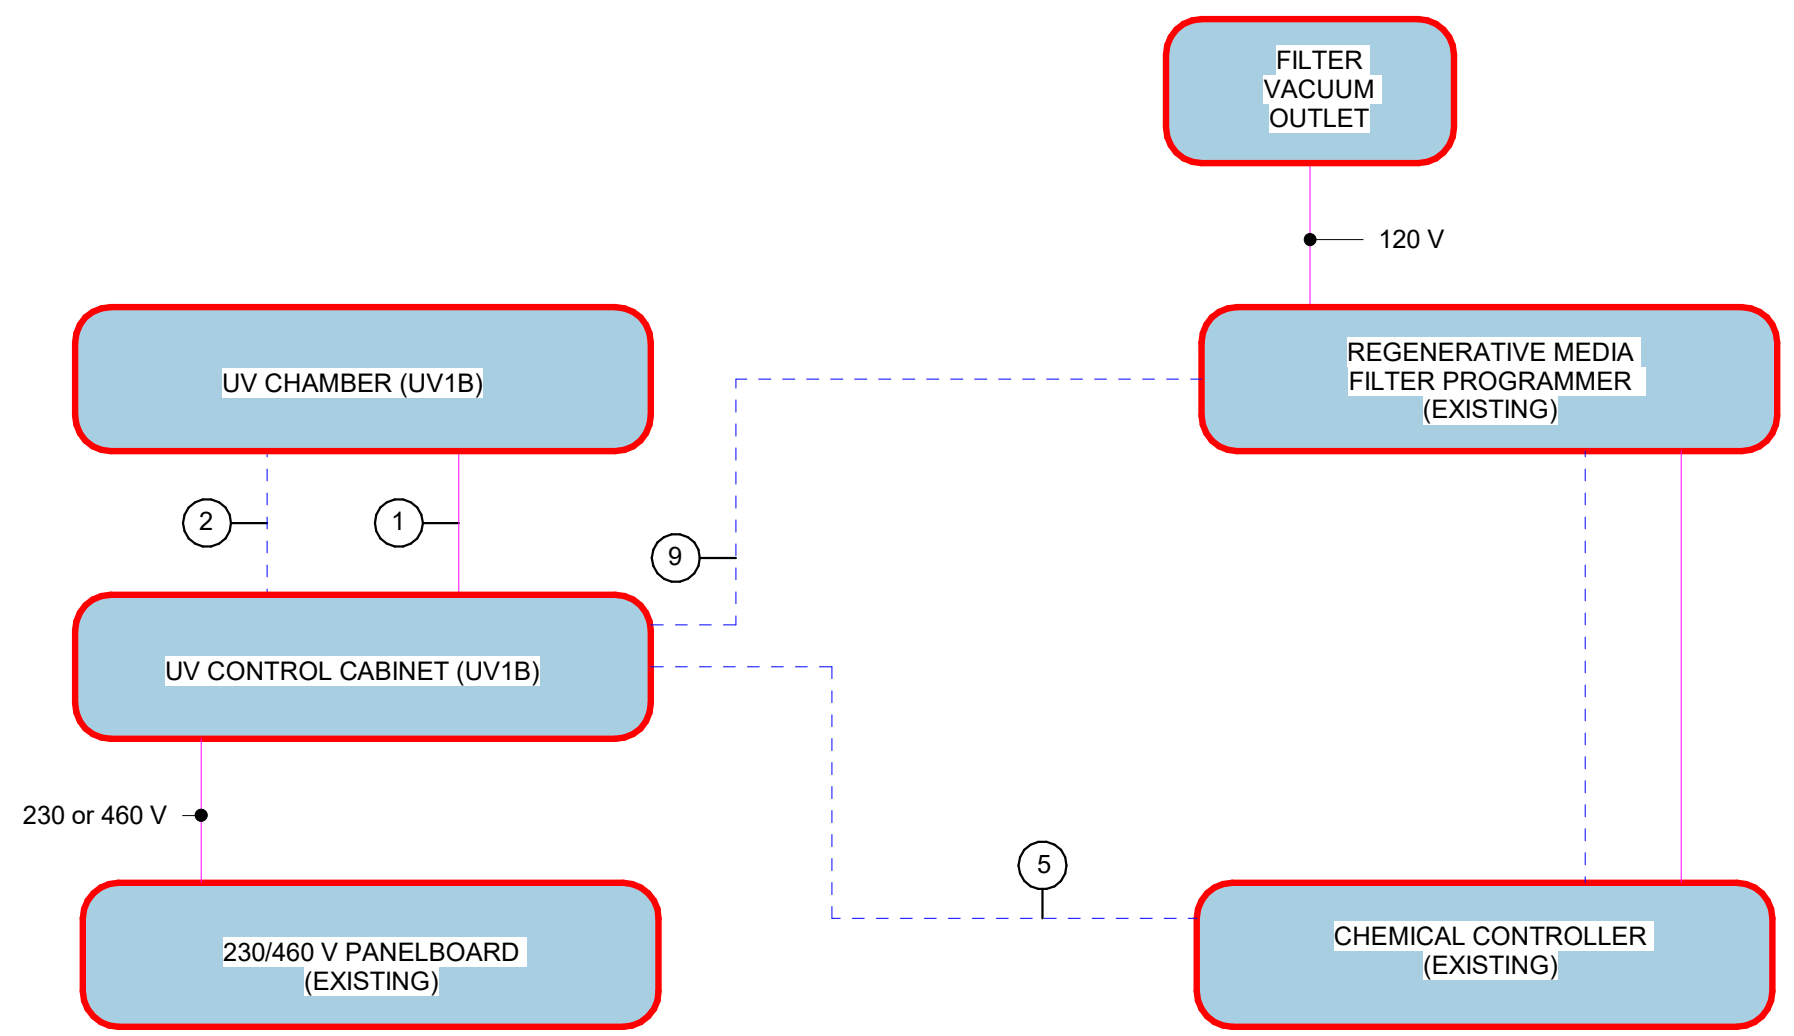 FILTER
VACUUM
OUTLET
120 V
UV CHAMBER (UV1B)
REGENERATIVE MEDIA
FILTER PROGRAMMER
(EXISTING)
2
1
9
UV CONTROL CABINET (UV1B)
230 or 460 V
5
230/460 V PANELBOARD
(EXISTING)
CHEMICAL CONTROLLER
(EXISTING)